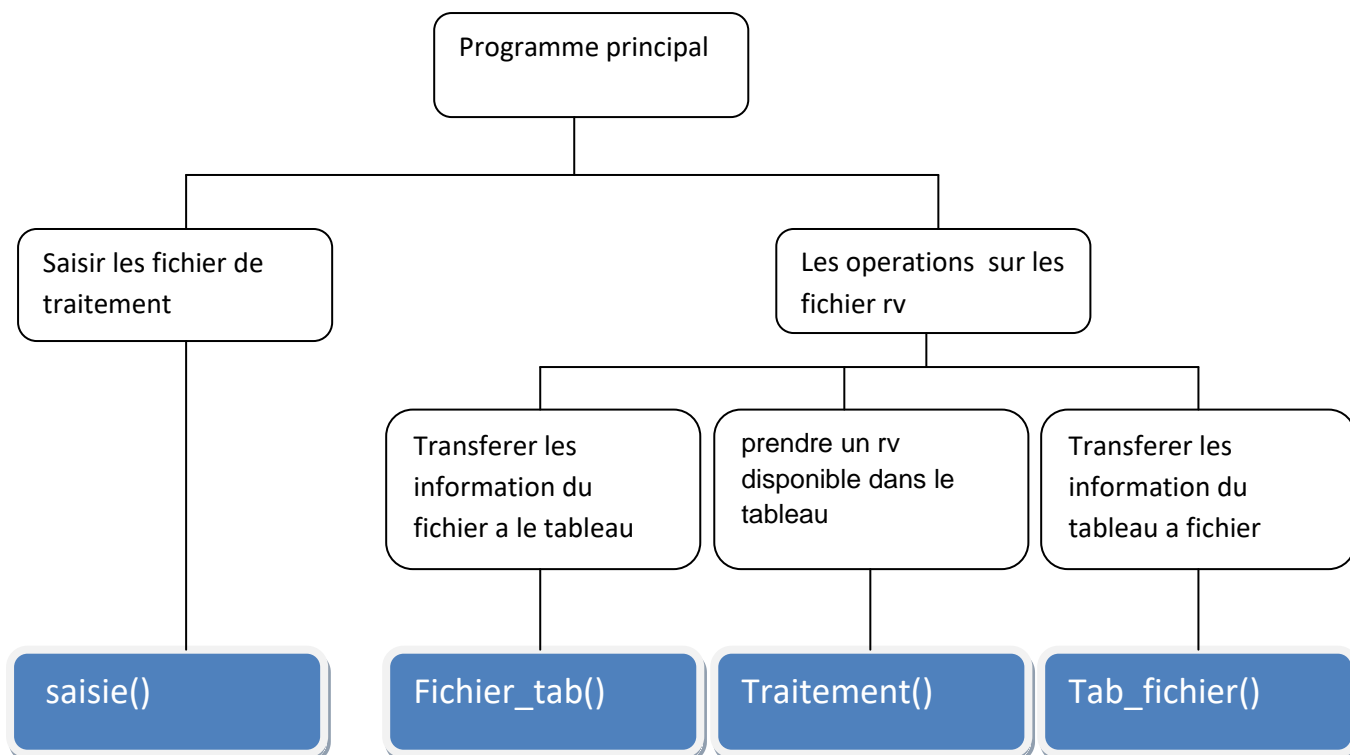 Programme principal
Saisir les fichier de
traitement
Les operations  sur les
fichier rv
Transferer les
information du
fichier a le tableau
prendre un rv
disponible dans le
tableau
Transferer les
information du
tableau a fichier
saisie()
Fichier_tab()
Traitement()
Tab_fichier()